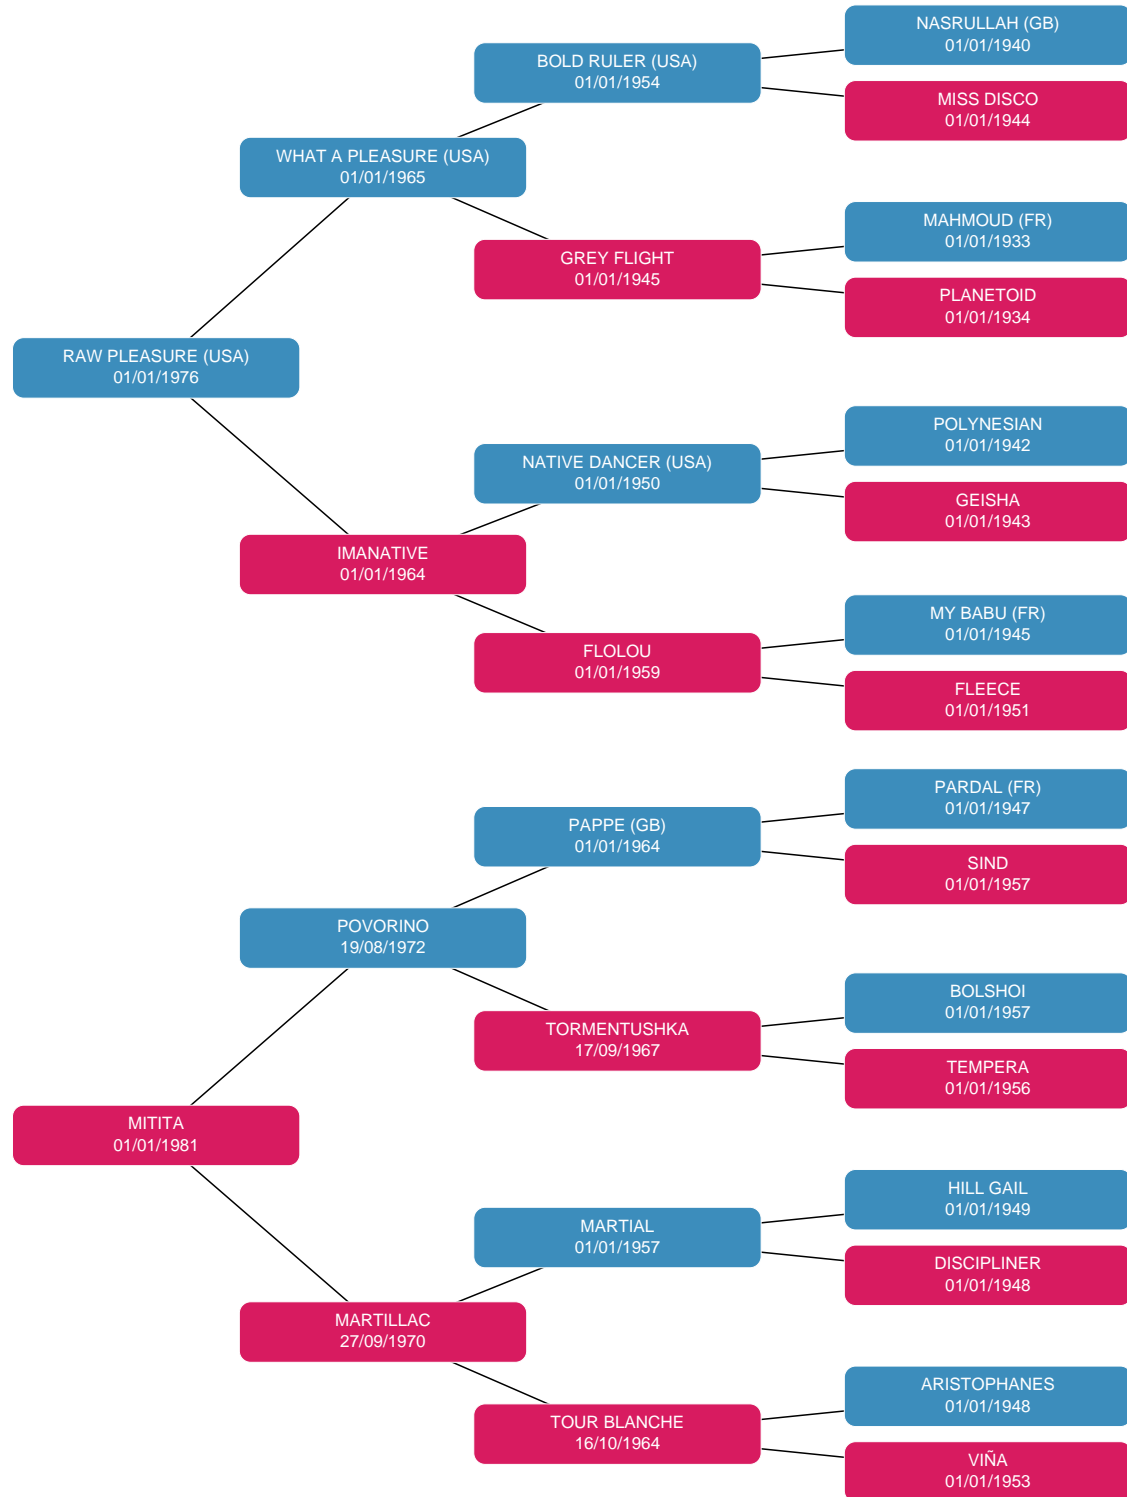 NASRULLAH (GB)
01/01/1940
BOLD RULER (USA)
01/01/1954
MISS DISCO
01/01/1944
WHAT A PLEASURE (USA)
01/01/1965
MAHMOUD (FR)
01/01/1933
GREY FLIGHT
01/01/1945
PLANETOID
01/01/1934
RAW PLEASURE (USA)
01/01/1976
POLYNESIAN
01/01/1942
NATIVE DANCER (USA)
01/01/1950
GEISHA
01/01/1943
IMANATIVE
01/01/1964
MY BABU (FR)
01/01/1945
FLOLOU
01/01/1959
FLEECE
01/01/1951
PARDAL (FR)
01/01/1947
PAPPE (GB)
01/01/1964
SIND
01/01/1957
POVORINO
19/08/1972
BOLSHOI
01/01/1957
TORMENTUSHKA
17/09/1967
TEMPERA
01/01/1956
MITITA
01/01/1981
HILL GAIL
01/01/1949
MARTIAL
01/01/1957
DISCIPLINER
01/01/1948
MARTILLAC
27/09/1970
ARISTOPHANES
01/01/1948
TOUR BLANCHE
16/10/1964
VIÑA
01/01/1953